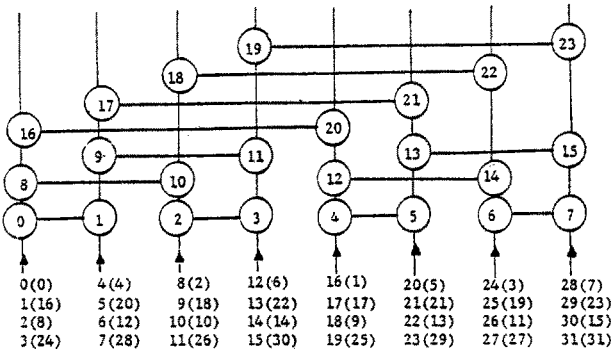 19 23
18 22
17 21
16 20
9 11 13 15
8 10 12 14
0 1 2 3 4 5 6 7
0(0) 4(4) 8(2) 12(6) 16(1) 20(5) 24(3) 28(7)
1(16) 5(20) 9(18) 13(22) 17(17) 21(21) 25(19) 29(23)
2(8) 6(12) 10(10) 14(14) 18(9) 22(13) 26(11) 30(15)
3(24) 7(28) 11(26) 15(30) 19(25) 23(29) 27(27) 31(31)